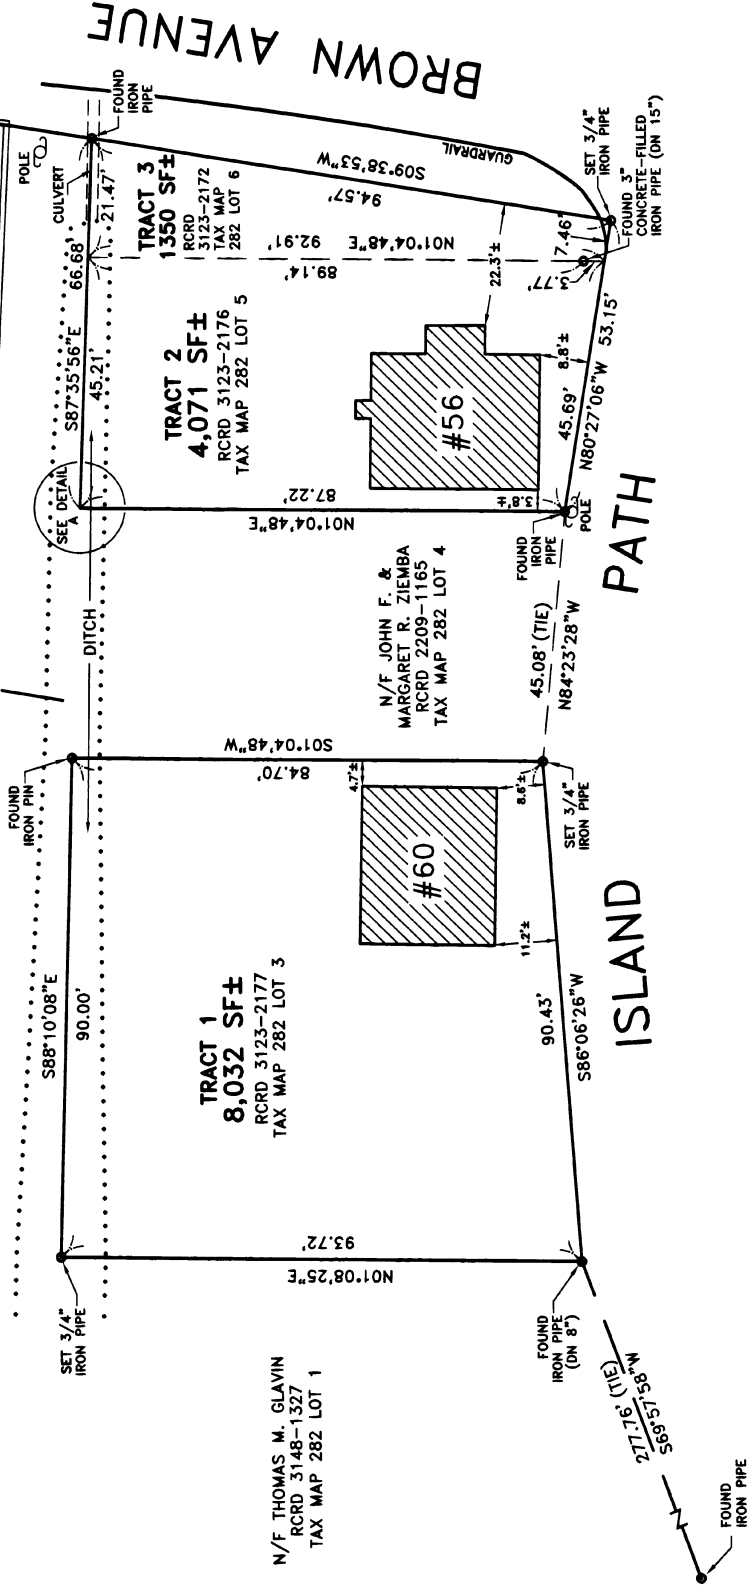 BROWN AVENUE
FOUND
IRON PIPE
POLE
CULVERT
21.47'
66.68'
S87°35'56"E
45.21'
TRACT 3
1350 SF±
RCRD
3123-2172
TAX MAP
282 LOT 6
S09°38'53"W
94.57'
GUARDRAIL
N01°04'48"E
92.91'
89.14'
SET 3/4"
IRON PIPE
FOUND 3"
CONCRETE-FILLED
IRON PIPE (DN 15")
7.46'
3.77'
22.3'±
8.8'±
53.15'
N80°27'06"W
45.69'
TRACT 2
4,071 SF±
RCRD 3123-2176
TAX MAP 282 LOT 5
#56
SEE DETAIL
A
87.22'
N01°04'48"E
3.8'±
FOUND
IRON
PIPE
POLE
PATH
DITCH
N/F JOHN F. &
MARGARET R. ZIEMBA
RCRD 2209-1165
TAX MAP 282 LOT 4
45.08' (TIE)
N84°23'28"W
FOUND
IRON PIN
S01°04'48"W
84.70'
4.7'±
8.6'±
SET 3/4"
IRON PIPE
#60
11.2'±
S88°10'08"E
90.00'
TRACT 1
8,032 SF±
RCRD 3123-2177
TAX MAP 282 LOT 3
90.43'
S86°06'26"W
ISLAND
93.72'
N01°08'25"E
SET 3/4"
IRON PIPE
FOUND
IRON PIPE
(DN 8")
N/F THOMAS M. GLAVIN
RCRD 3148-1327
TAX MAP 282 LOT 1
277.76' (TIE)
S69°57'58"W
FOUND
IRON PIPE